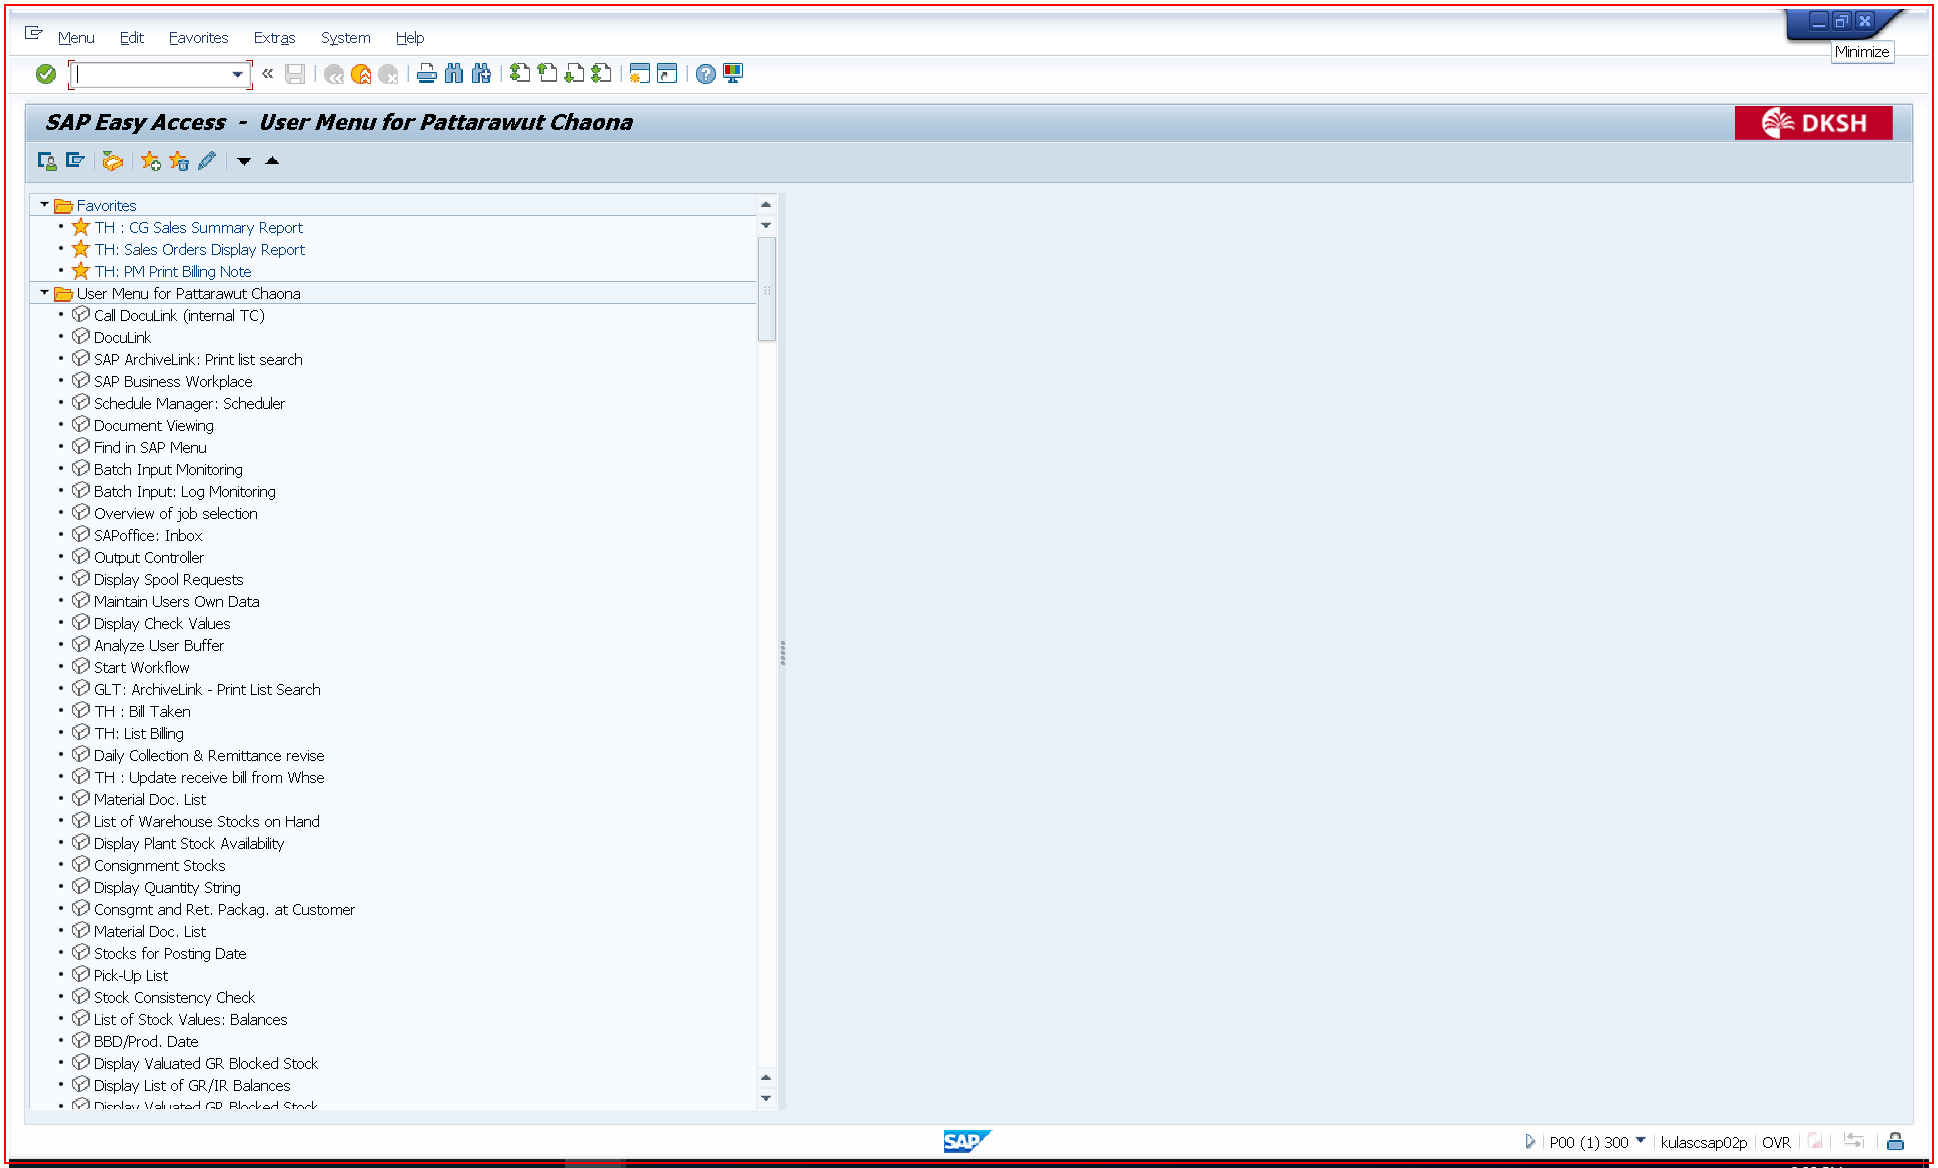 Menu Edit Favorites Extras System Help
Minimize
SAP Easy Access - User Menu for Pattarawut Chaona
DKSH
Favorites
TH : CG Sales Summary Report
TH: Sales Orders Display Report
TH: PM Print Billing Note
User Menu for Pattarawut Chaona
Call DocuLink (internal TC)
DocuLink
SAP ArchiveLink: Print list search
SAP Business Workplace
Schedule Manager: Scheduler
Document Viewing
Find in SAP Menu
Batch Input Monitoring
Batch Input: Log Monitoring
Overview of job selection
SAPoffice: Inbox
Output Controller
Display Spool Requests
Maintain Users Own Data
Display Check Values
Analyze User Buffer
Start Workflow
GLT: ArchiveLink - Print List Search
TH : Bill Taken
TH: List Billing
Daily Collection & Remittance revise
TH : Update receive bill from Whse
Material Doc. List
List of Warehouse Stocks on Hand
Display Plant Stock Availability
Consignment Stocks
Display Quantity String
Consgmt and Ret. Packag. at Customer
Material Doc. List
Stocks for Posting Date
Pick-Up List
Stock Consistency Check
List of Stock Values: Balances
BBD/Prod. Date
Display Valuated GR Blocked Stock
Display List of GR/IR Balances
Display Valuated GR Blocked Stock
SAP
P00 (1) 300 kulascsap02p OVR